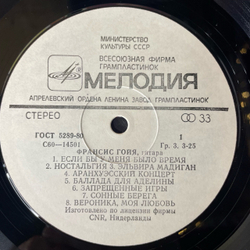 МИНИСТЕРСТВО
КУЛЬТУРЫ СССР
ВСЕСОЮЗНАЯ ФИРМА
ГРАМПЛАСТИНОК
МЕЛОДИЯ
АПРЕЛЕВСКИЙ ОРДЕНА ЛЕНИНА ЗАВОД ГРАМПЛАСТИНОК
СТЕРЕО 33
ГОСТ 5289-80 1
С60—14501 Гр. 3. 3-25
ФРАНСИС ГОЙЯ, гитара
1. ЕСЛИ БЫ У МЕНЯ БЫЛО ВРЕМЯ
2. НОСТАЛЬГИЯ 3. ЭЛЬВИРА МАДИГАН
4. АРАНХУЭССКИЙ КОНЦЕРТ
5. БАЛЛАДА ДЛЯ АДЕЛИНЫ
6. ЗАПРЕЩЕННЫЕ ИГРЫ
7. СОННЫЕ БЕРЕГА
8. ВЕРОНИКА, МОЯ ЛЮБОВЬ
Изготовлено по лицензии фирмы
CNR, Нидерланды